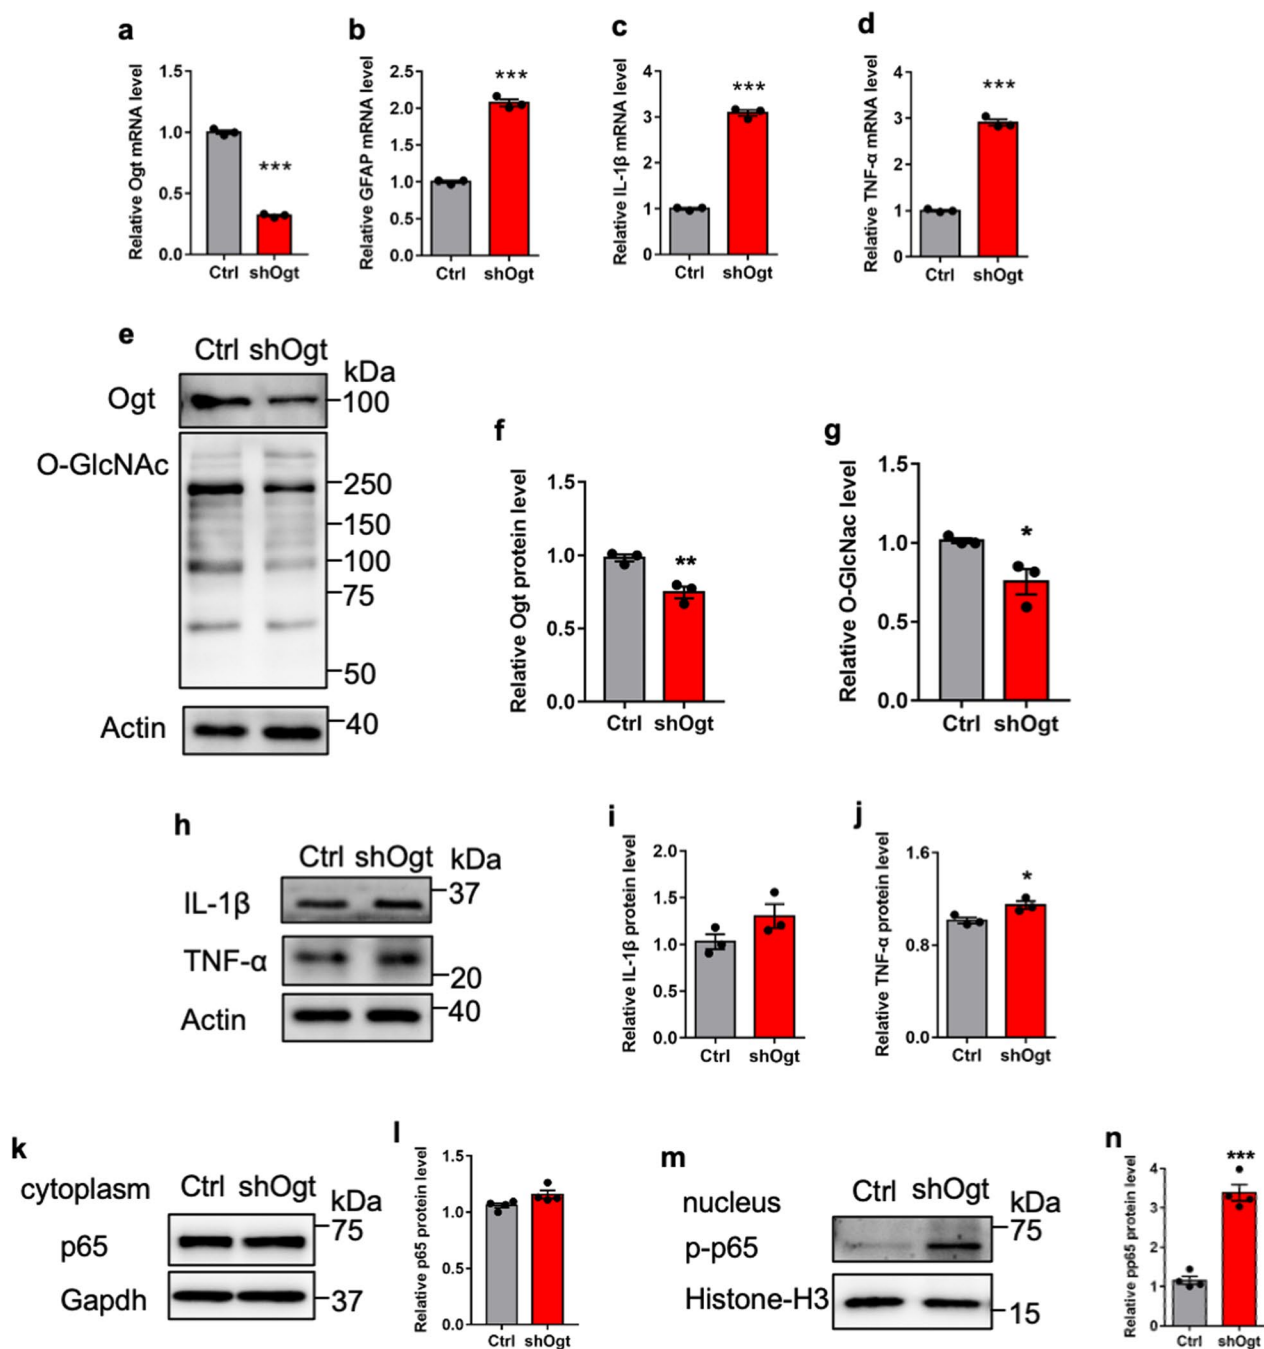 a
Relative Ogt mRNA level
1.5
1.0
0.5
0.0
***
Ctrl shOgt
b
Relative GFAP mRNA level
2.5
2.0
1.5
1.0
0.5
0.0
***
Ctrl shOgt
c
Relative IL-1β mRNA level
4
3
2
1
0
***
Ctrl shOgt
d
Relative TNF-α mRNA level
4
3
2
1
0
***
Ctrl shOgt
e
Ctrl shOgt
kDa
Ogt
100
O-GlcNAc
250
150
100
75
50
Actin
40
f
Relative Ogt protein level
1.5
1.0
0.5
0.0
**
Ctrl shOgt
g
Relative O-GlcNac level
1.5
1.0
0.5
0.0
*
Ctrl shOgt
h
Ctrl shOgt kDa
IL-1β
37
TNF-α
20
Actin
40
i
Relative IL-1β protein level
2.0
1.5
1.0
0.5
0.0
Ctrl shOgt
j
Relative TNF-α protein level
1.6
0.8
0.0
*
Ctrl shOgt
k
cytoplasm
Ctrl shOgt
kDa
75
p65
Gapdh
37
l
Relative p65 protein level
1.5
1.0
0.5
0.0
Ctrl shOgt
m
nucleus
Ctrl shOgt
kDa
75
p-p65
Histone-H3
15
n
Relative pp65 protein level
4
3
2
1
0
***
Ctrl shOgt